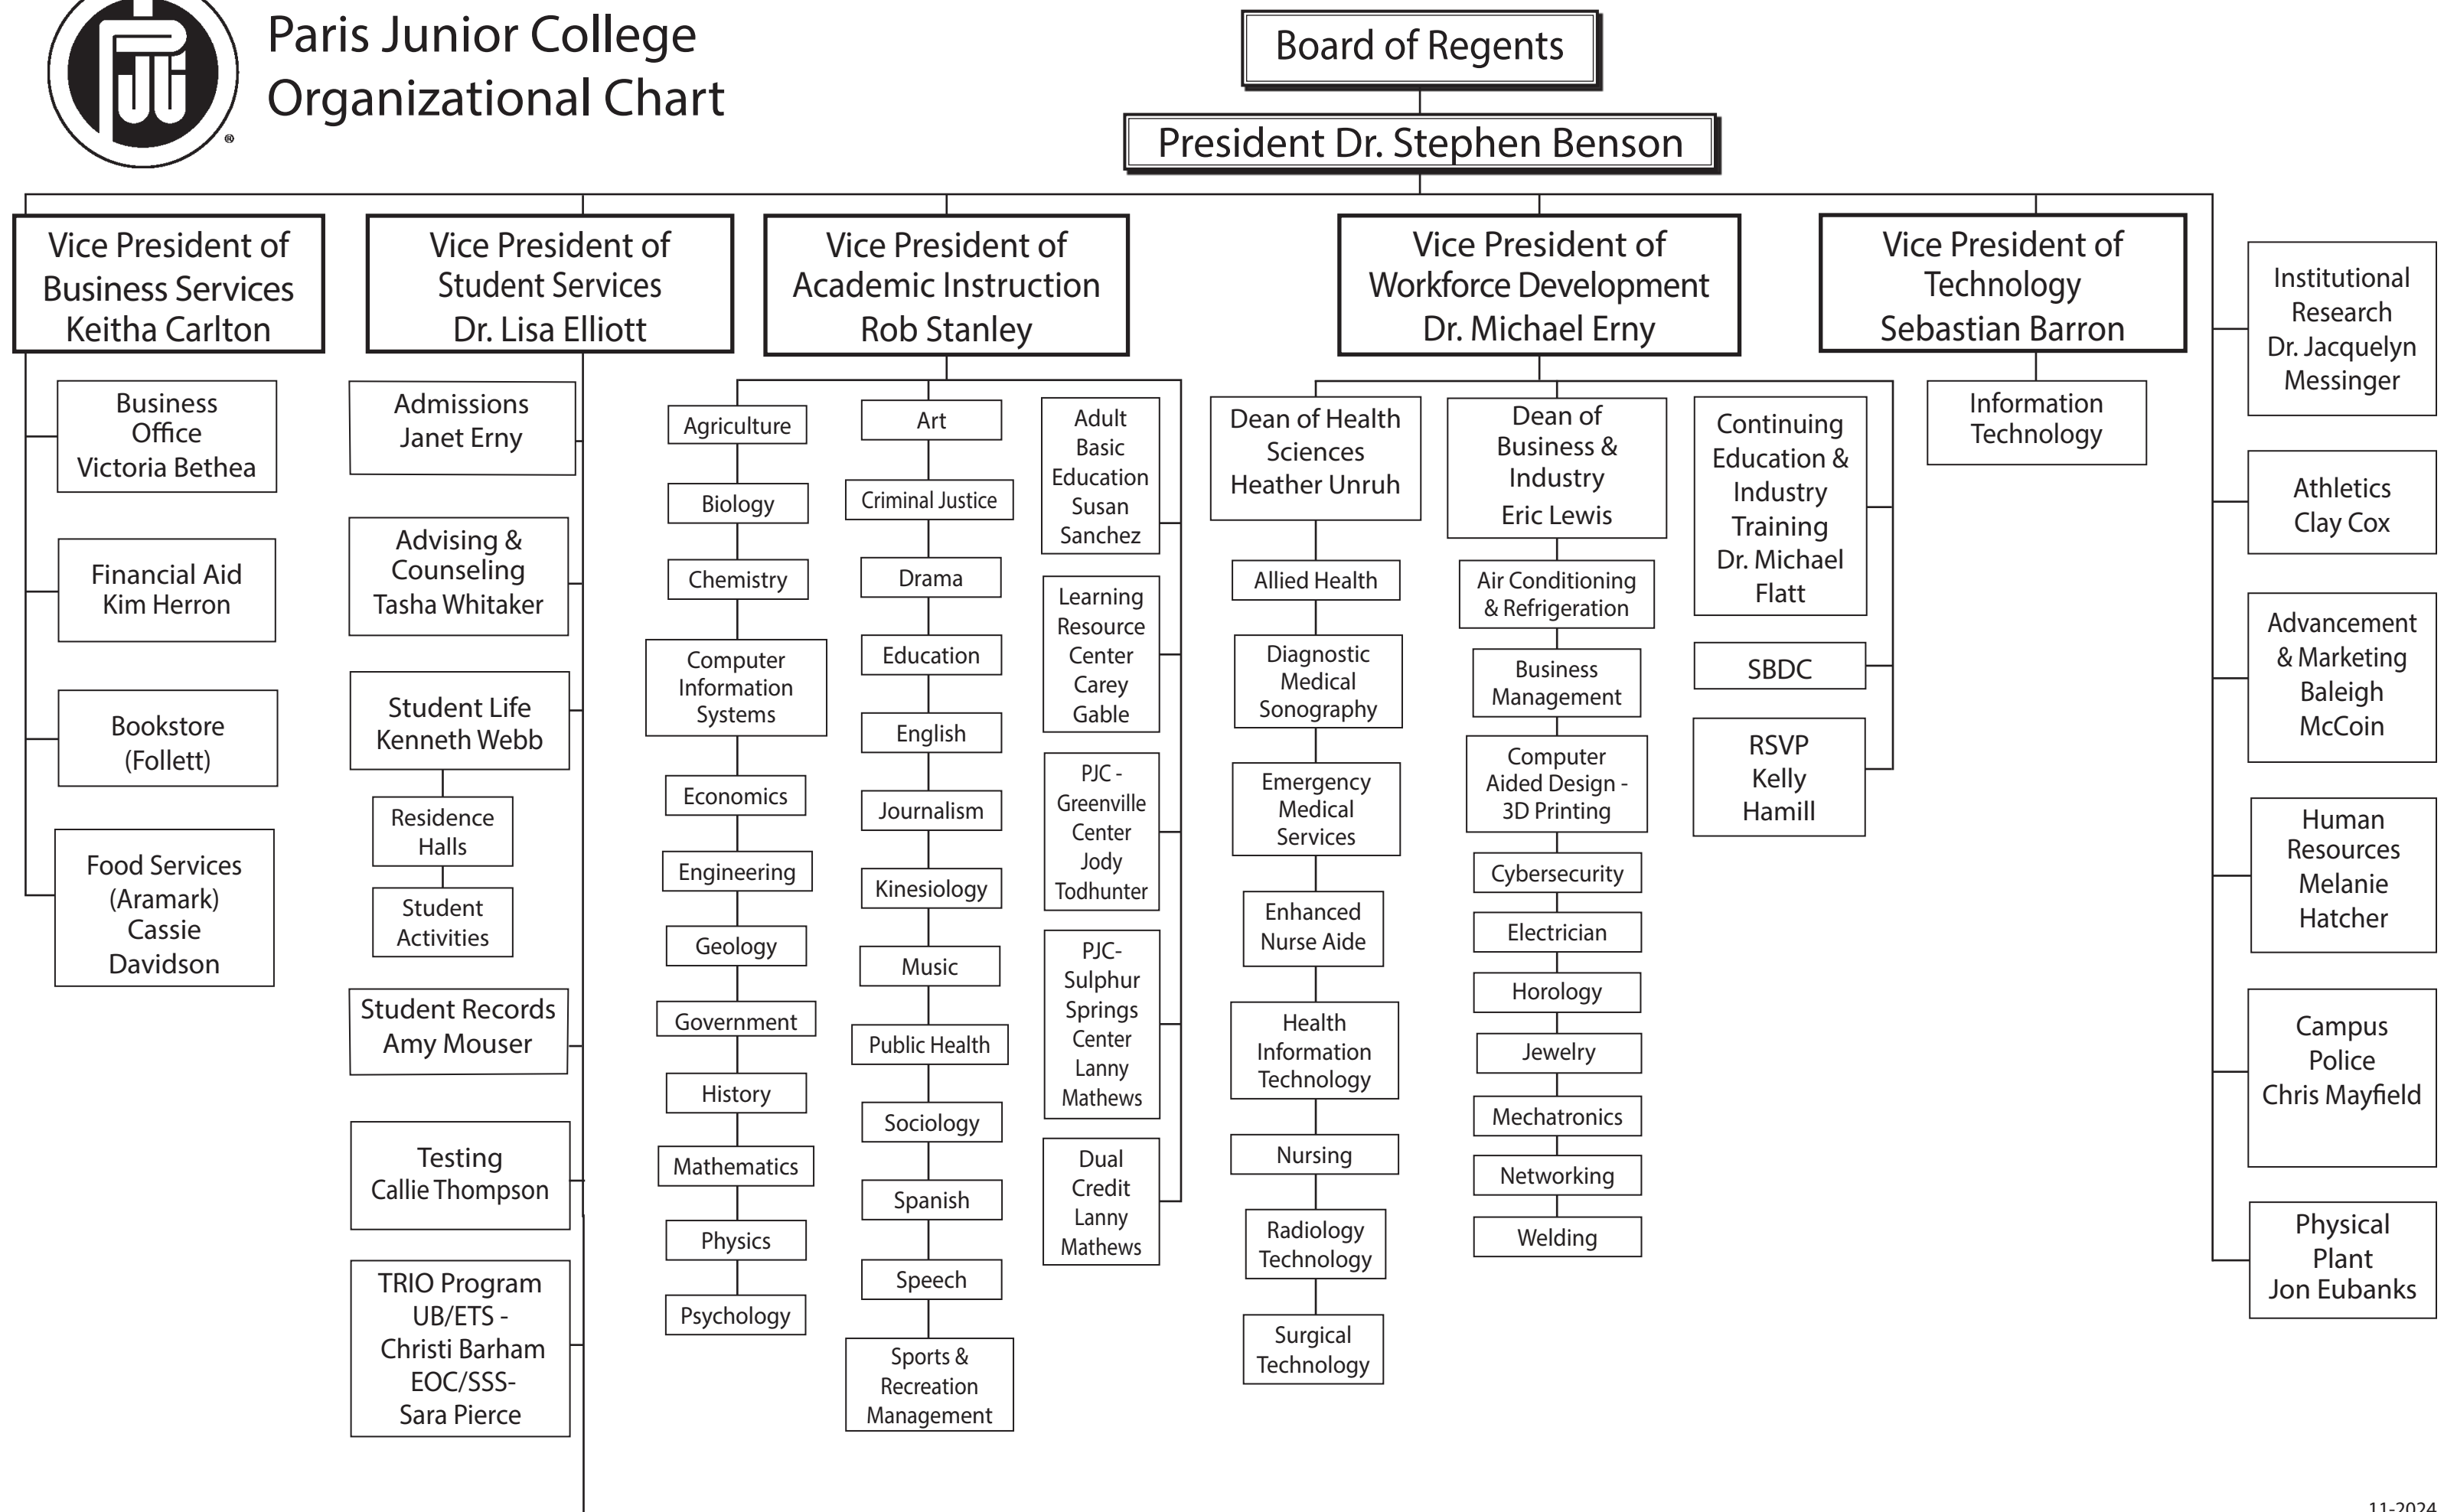 Paris Junior College
Organizational Chart
®
Board of Regents
President Dr. Stephen Benson
Vice President of
Business Services
Keitha Carlton
Business
Office
Victoria Bethea
Financial Aid
Kim Herron
Bookstore
(Follett)
Food Services
(Aramark)
Cassie
Davidson
Vice President of
Student Services
Dr. Lisa Elliott
Admissions
Janet Erny
Advising &
Counseling
Tasha Whitaker
Student Life
Kenneth Webb
Residence
Halls
Student
Activities
Student Records
Amy Mouser
Testing
Callie Thompson
TRIO Program
UB/ETS -
Christi Barham
EOC/SSS-
Sara Pierce
Vice President of
Academic Instruction
Rob Stanley
Agriculture
Biology
Chemistry
Computer
Information
Systems
Economics
Engineering
Geology
Government
History
Mathematics
Physics
Psychology
Art
Criminal Justice
Drama
Education
English
Journalism
Kinesiology
Music
Public Health
Sociology
Spanish
Speech
Sports &
Recreation
Management
Adult
Basic
Education
Susan
Sanchez
Learning
Resource
Center
Carey
Gable
PJC -
Greenville
Center
Jody
Todhunter
PJC-
Sulphur
Springs
Center
Lanny
Mathews
Dual
Credit
Lanny
Mathews
Vice President of
Workforce Development
Dr. Michael Erny
Dean of Health
Sciences
Heather Unruh
Allied Health
Diagnostic
Medical
Sonography
Emergency
Medical
Services
Enhanced
Nurse Aide
Health
Information
Technology
Nursing
Radiology
Technology
Surgical
Technology
Dean of
Business &
Industry
Eric Lewis
Air Conditioning
& Refrigeration
Business
Management
Computer
Aided Design -
3D Printing
Cybersecurity
Electrician
Horology
Jewelry
Mechatronics
Networking
Welding
Continuing
Education &
Industry
Training
Dr. Michael
Flatt
SBDC
RSVP
Kelly
Hamill
Vice President of
Technology
Sebastian Barron
Information
Technology
Institutional
Research
Dr. Jacquelyn
Messinger
Athletics
Clay Cox
Advancement
& Marketing
Baleigh
McCoin
Human
Resources
Melanie
Hatcher
Campus
Police
Chris Mayfield
Physical
Plant
Jon Eubanks
11-2024